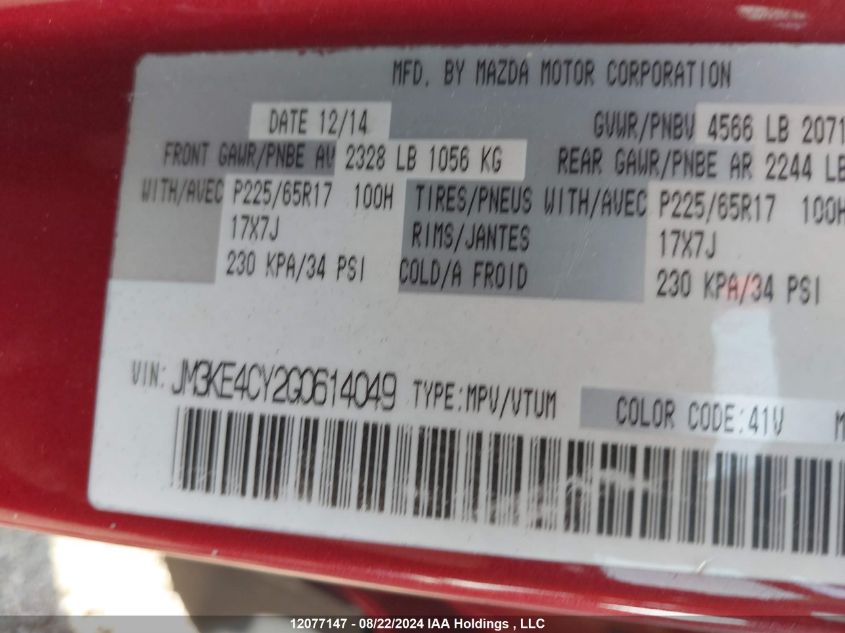 MFD. BY MAZDA MOTOR CORPORATION
DATE 12/14 GVWR/PNBV 4566 LB 2071
FRONT GAWR/PNBE AV 2328 LB 1056 KG REAR GAWR/PNBE AR 2244 LB
WITH/AVEC P225/65R17 100H TIRES/PNEUS WITH/AVEC P225/65R17 100H
17X7J RIMS/JANTES 17X7J
230 KPA/34 PSI COLD/A FROID 230 KPA/34 PSI
VIN: JM3KE4CY2G0614049 TYPE:MPV/VTUM COLOR CODE:41V M
12077147 - 08/22/2024 IAA Holdings , LLC